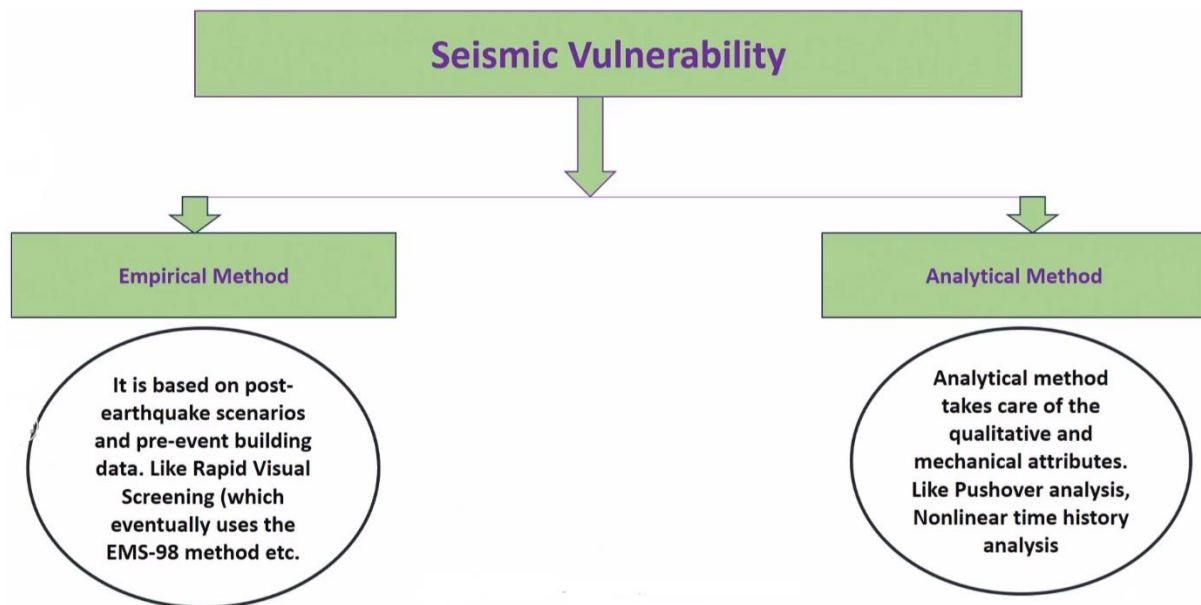 Seismic Vulnerability
Empirical Method
Analytical Method
It is based on post-
earthquake scenarios
and pre-event building
data. Like Rapid Visual
Screening (which
eventually uses the
EMS-98 method etc.
Analytical method
takes care of the
qualitative and
mechanical attributes.
Like Pushover analysis,
Nonlinear time history
analysis